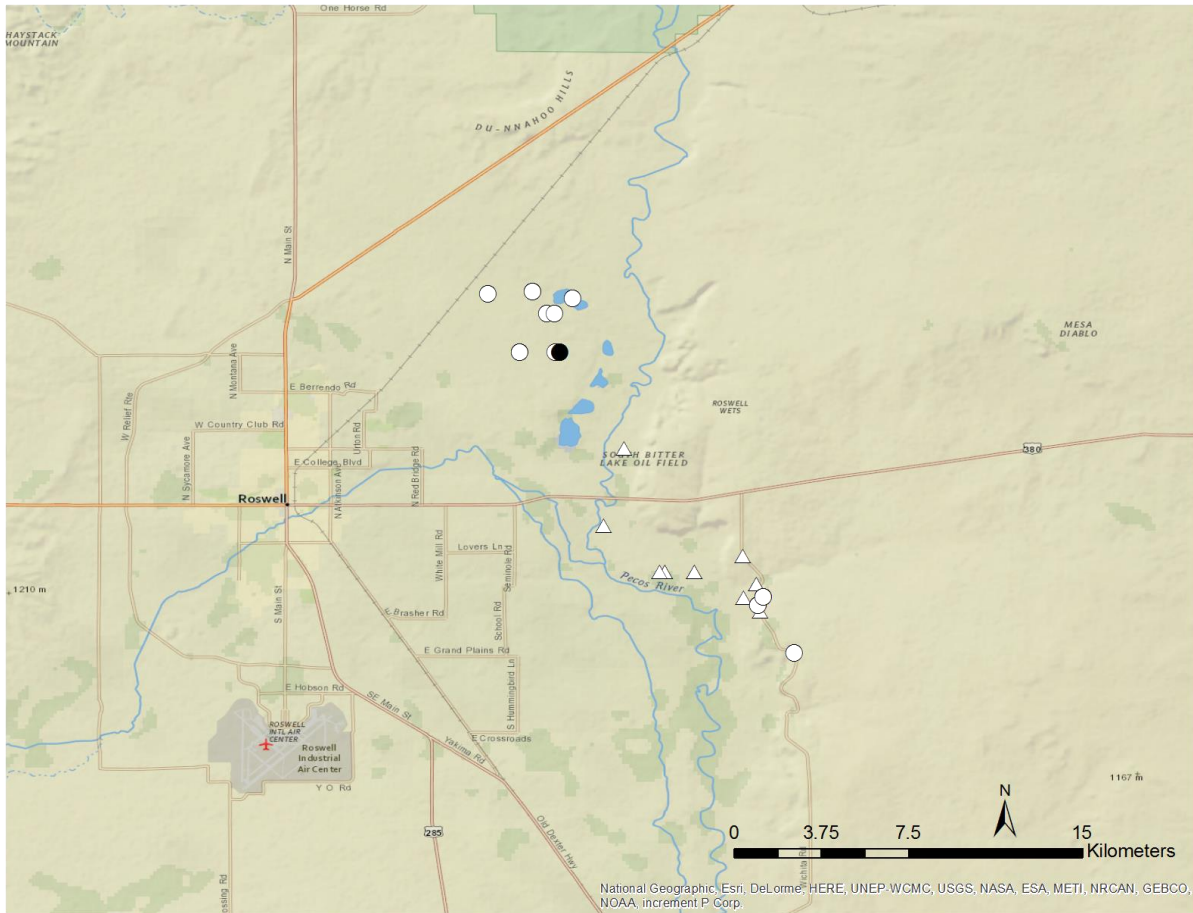 One Horse Rd
HAYSTACK
MOUNTAIN
DU-NNAHOO HILLS
N Main St
MESA
DIABLO
N Montana Ave
E Berrendo Rd
W Relief Rte
ROSWELL
WETS
W Country Club Rd
Urton Rd
N Sycamore Ave
E College Blvd
N Atkinson Ave
N Red Bridge Rd
SOUTH BITTER
LAKE OIL FIELD
380
Roswell
White Mill Rd
Lovers Ln
Seminole Rd
Pecos River
1210 m
S Main St
S Brasher Rd
School Rd
E Grand Plains Rd
S Hummingbird Ln
E Hobson Rd
SE Main St
ROSWELL
INTL AIR
CENTER
Roswell
Industrial
Air Center
E Crossroads
Yakima Rd
Y O Rd
1167 m
N
285
Old Dexter Hwy
0 3.75 7.5 15
Kilometers
Wichita Rd
ossing Rd
National Geographic, Esri, DeLorme, HERE, UNEP-WCMC, USGS, NASA, ESA, METI, NRCAN, GEBCO,
NOAA, increment P Corp.